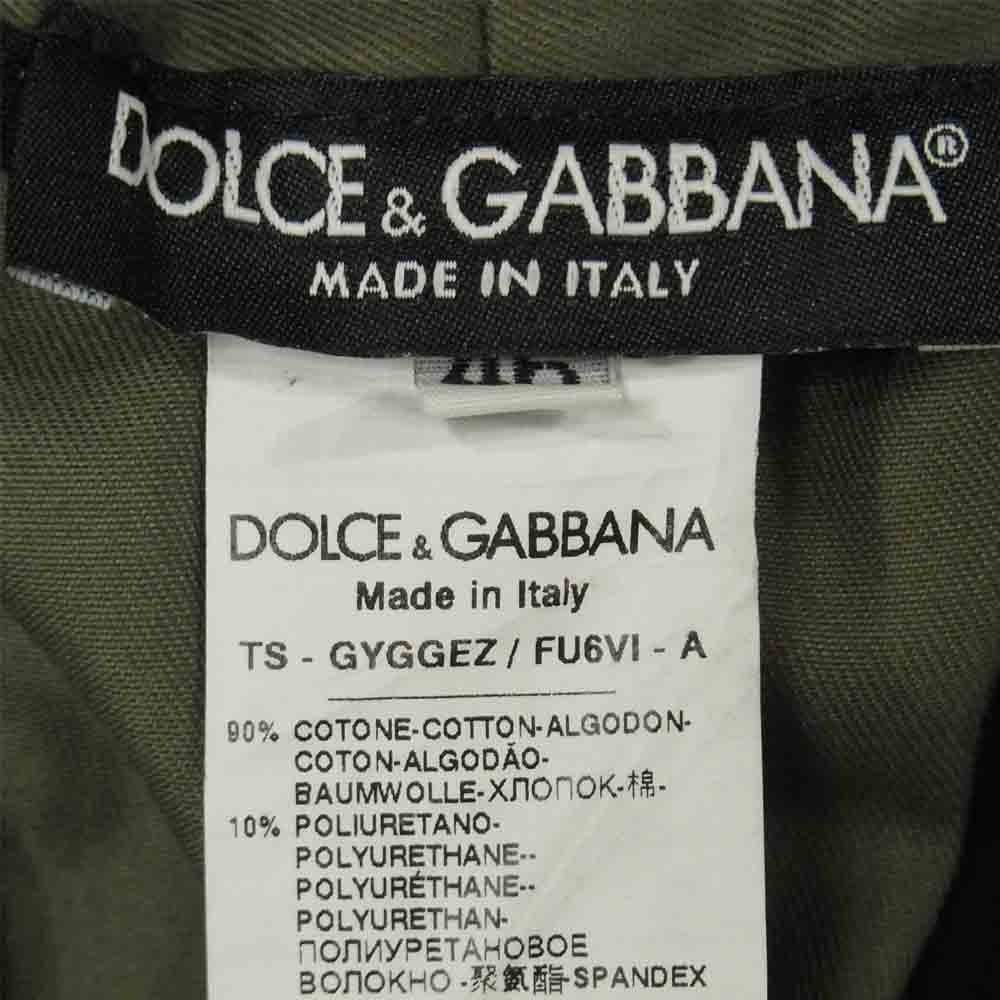 DOLCE & GABBANA®
MADE IN ITALY
DOLCE & GABBANA
Made in Italy
TS - GYGGEZ / FU6VI - A
90% COTONE-COTTON-ALGODON-
COTON-ALGODÃO-
BAUMWOLLE-ХЛОПОК-棉-
10% POLIURETANO-
POLYURETHANE--
POLYURÉTHANE--
POLYURETHAN-
ПОЛИУРЕТАНОВОЕ
ВОЛОКНО-聚氨酯-SPANDEX